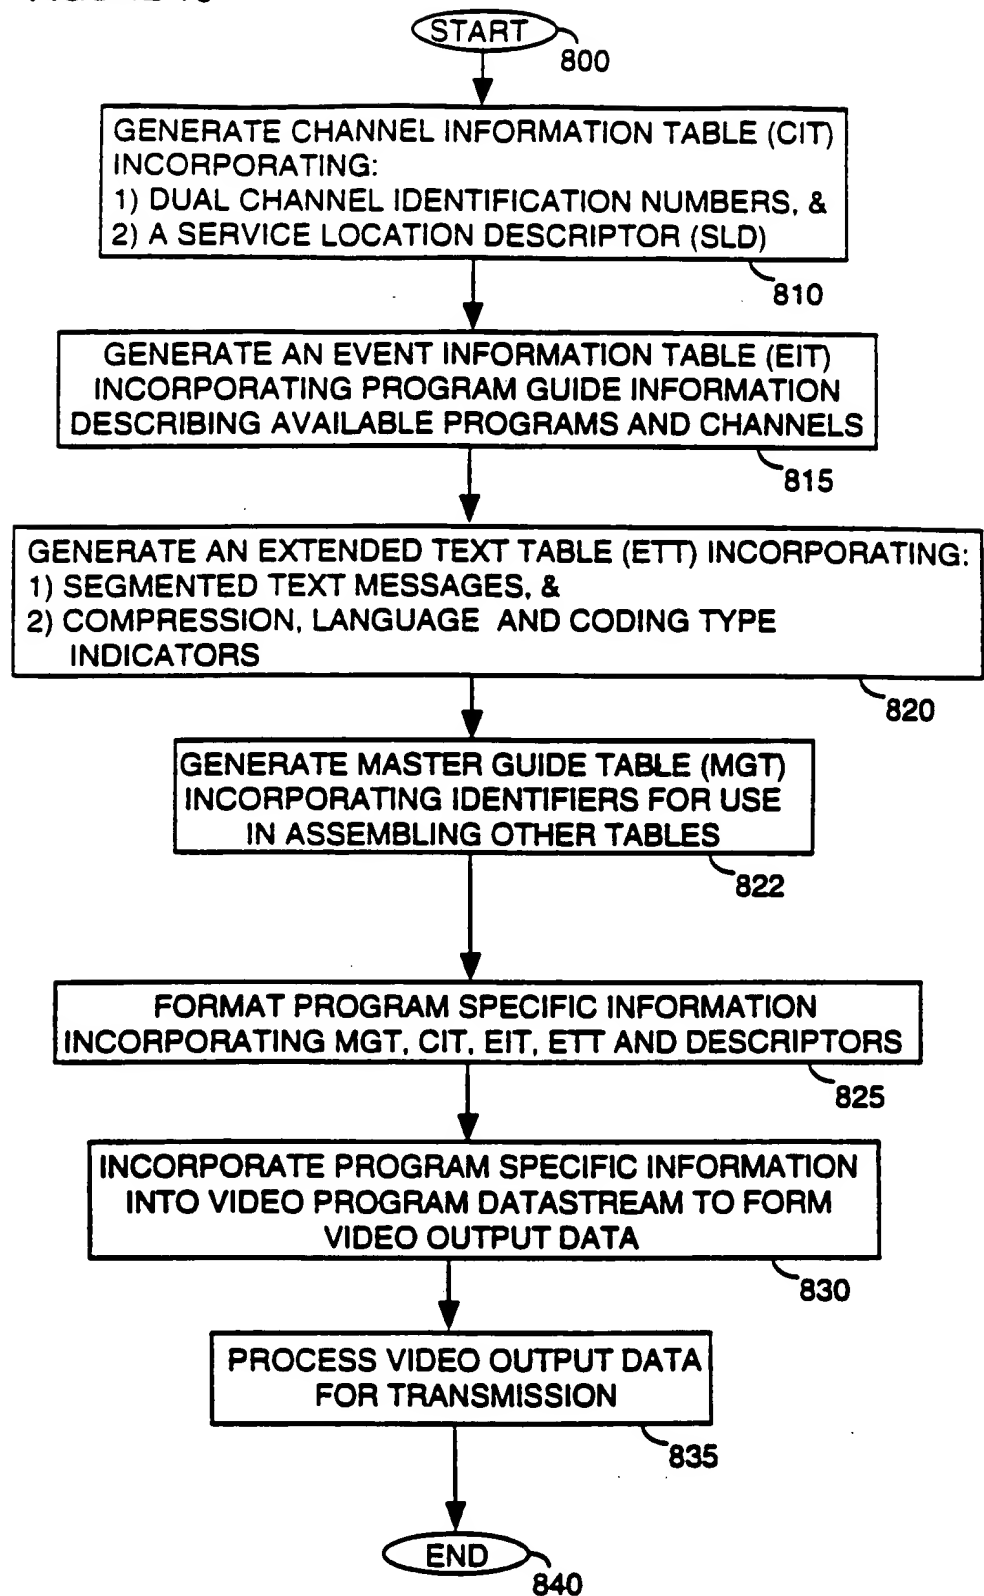 START
800
GENERATE CHANNEL INFORMATION TABLE (CIT)
INCORPORATING:
1) DUAL CHANNEL IDENTIFICATION NUMBERS, &
2) A SERVICE LOCATION DESCRIPTOR (SLD)
810
GENERATE AN EVENT INFORMATION TABLE (EIT)
INCORPORATING PROGRAM GUIDE INFORMATION
DESCRIBING AVAILABLE PROGRAMS AND CHANNELS
815
GENERATE AN EXTENDED TEXT TABLE (ETT) INCORPORATING:
1) SEGMENTED TEXT MESSAGES, &
2) COMPRESSION, LANGUAGE AND CODING TYPE
INDICATORS
820
GENERATE MASTER GUIDE TABLE (MGT)
INCORPORATING IDENTIFIERS FOR USE
IN ASSEMBLING OTHER TABLES
822
FORMAT PROGRAM SPECIFIC INFORMATION
INCORPORATING MGT, CIT, EIT, ETT AND DESCRIPTORS
825
INCORPORATE PROGRAM SPECIFIC INFORMATION
INTO VIDEO PROGRAM DATASTREAM TO FORM
VIDEO OUTPUT DATA
830
PROCESS VIDEO OUTPUT DATA
FOR TRANSMISSION
835
END
840